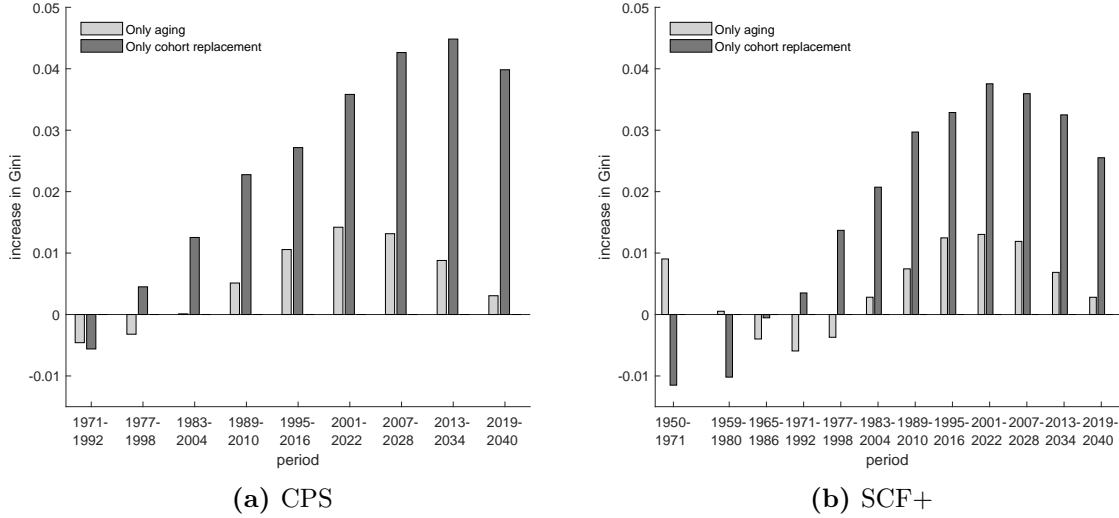 Only aging
Only cohort replacement
increase in Gini
0.05
0.04
0.03
0.02
0.01
0
-0.01
1971- 1977- 1983- 1989- 1995- 2001- 2007- 2013- 2019-
1992 1998 2004 2010 2016 2022 2028 2034 2040
period
(a) CPS
Only aging
Only cohort replacement
increase in Gini
0.05
0.04
0.03
0.02
0.01
0
-0.01
1950- 1959- 1965- 1971- 1977- 1983- 1989- 1995- 2001- 2007- 2013- 2019-
1971 1980 1986 1992 1998 2004 2010 2016 2022 2028 2034 2040
period
(b) SCF+